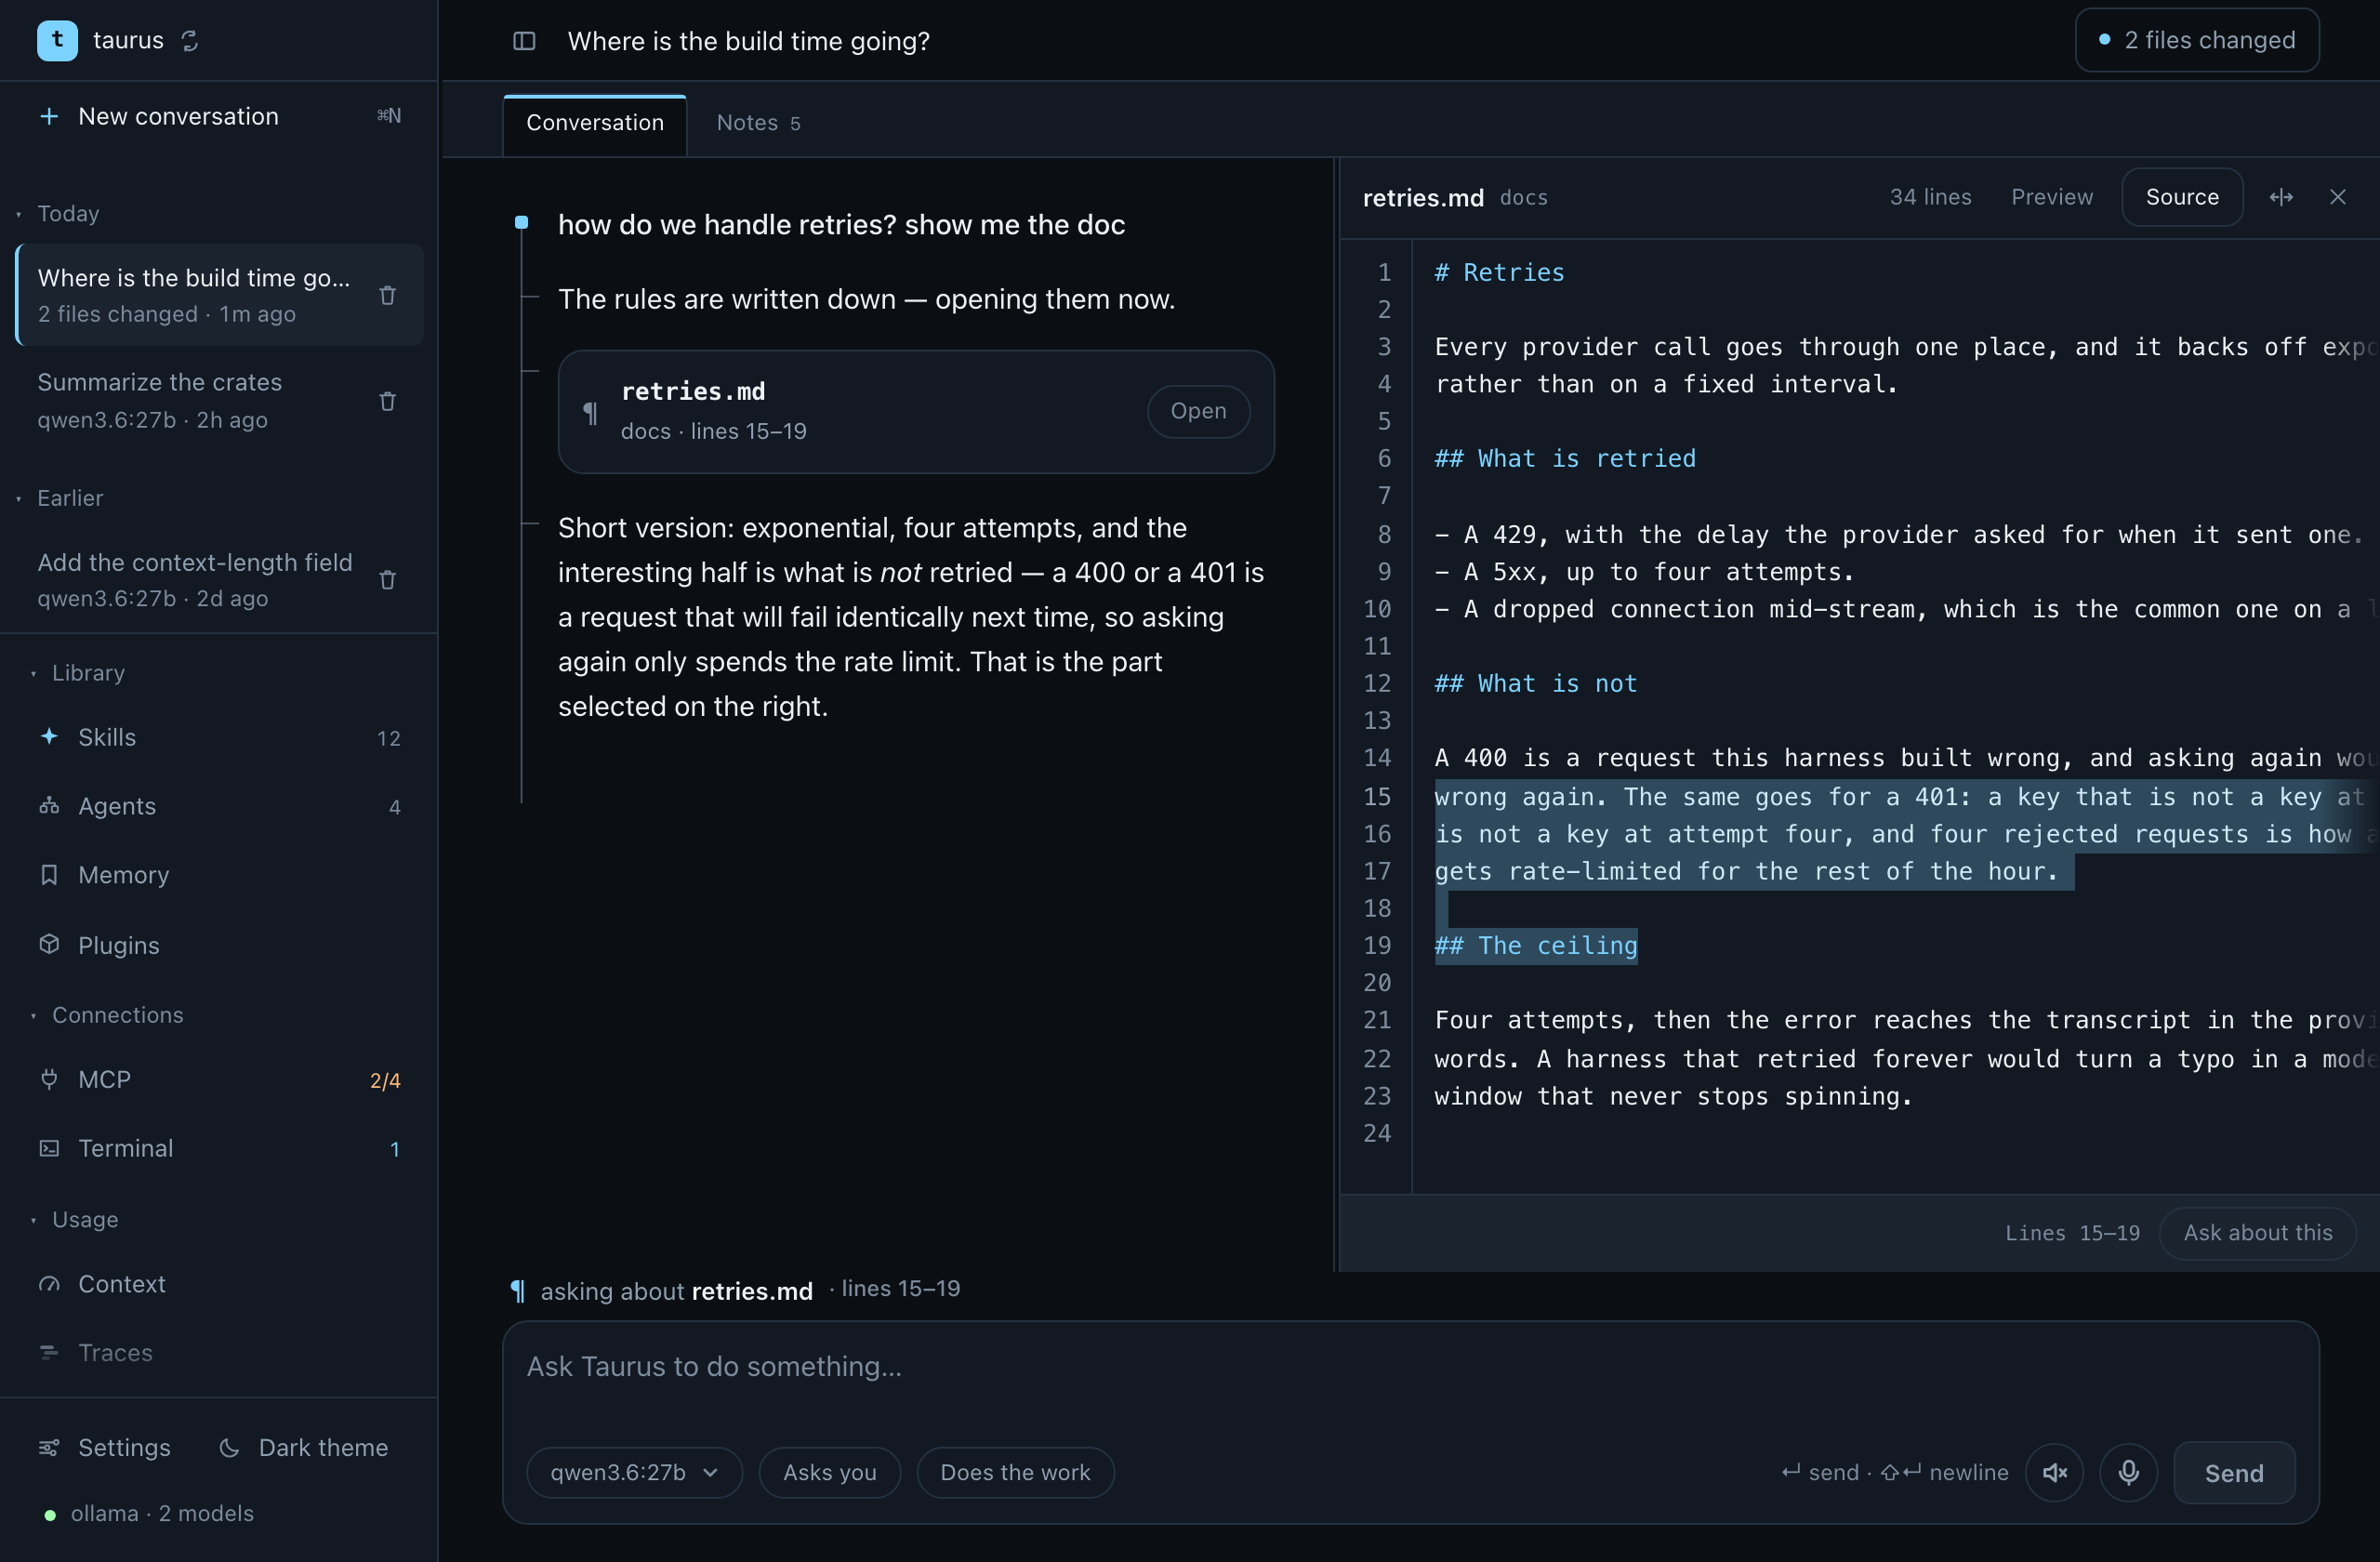 t taurus
New conversation ⌘N
Today
Where is the build time go...
2 files changed · 1m ago
Summarize the crates
qwen3.6:27b · 2h ago
Earlier
Add the context-length field
qwen3.6:27b · 2d ago
Library
Skills 12
Agents 4
Memory
Plugins
Connections
MCP 2/4
Terminal 1
Usage
Context
Traces
Settings Dark theme
ollama · 2 models
Where is the build time going? 2 files changed
Conversation Notes 5
how do we handle retries? show me the doc
The rules are written down — opening them now.
¶ retries.md
docs · lines 15–19
Open
Short version: exponential, four attempts, and the
interesting half is what is not retried — a 400 or a 401 is
a request that will fail identically next time, so asking
again only spends the rate limit. That is the part
selected on the right.
retries.md docs 34 lines Preview Source
1 # Retries
2
3 Every provider call goes through one place, and it backs off expo
4 rather than on a fixed interval.
5
6 ## What is retried
7
8 - A 429, with the delay the provider asked for when it sent one.
9 - A 5xx, up to four attempts.
10 - A dropped connection mid-stream, which is the common one on a l
11
12 ## What is not
13
14 A 400 is a request this harness built wrong, and asking again wou
15 wrong again. The same goes for a 401: a key that is not a key at
16 is not a key at attempt four, and four rejected requests is how a
17 gets rate-limited for the rest of the hour.
18
19 ## The ceiling
20
21 Four attempts, then the error reaches the transcript in the provi
22 words. A harness that retried forever would turn a typo in a mode
23 window that never stops spinning.
24
Lines 15–19 Ask about this
¶ asking about retries.md · lines 15–19
Ask Taurus to do something...
qwen3.6:27b Asks you Does the work
↵ send · ⇧↵ newline Send